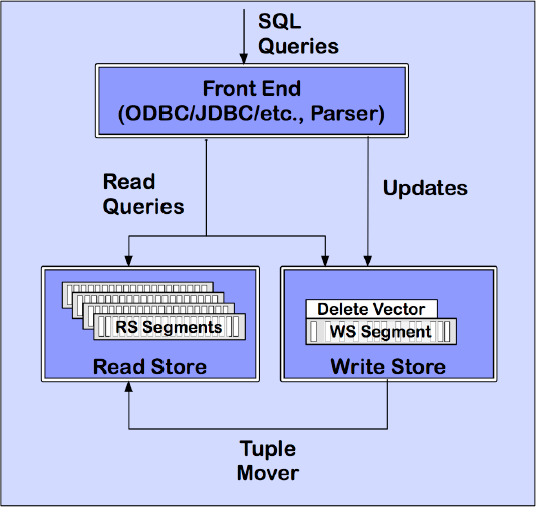 SQL
Queries
Front End
(ODBC/JDBC/etc., Parser)
Read
Queries
Updates
RS Segments
Read Store
Delete Vector
WS Segment
Write Store
Tuple
Mover